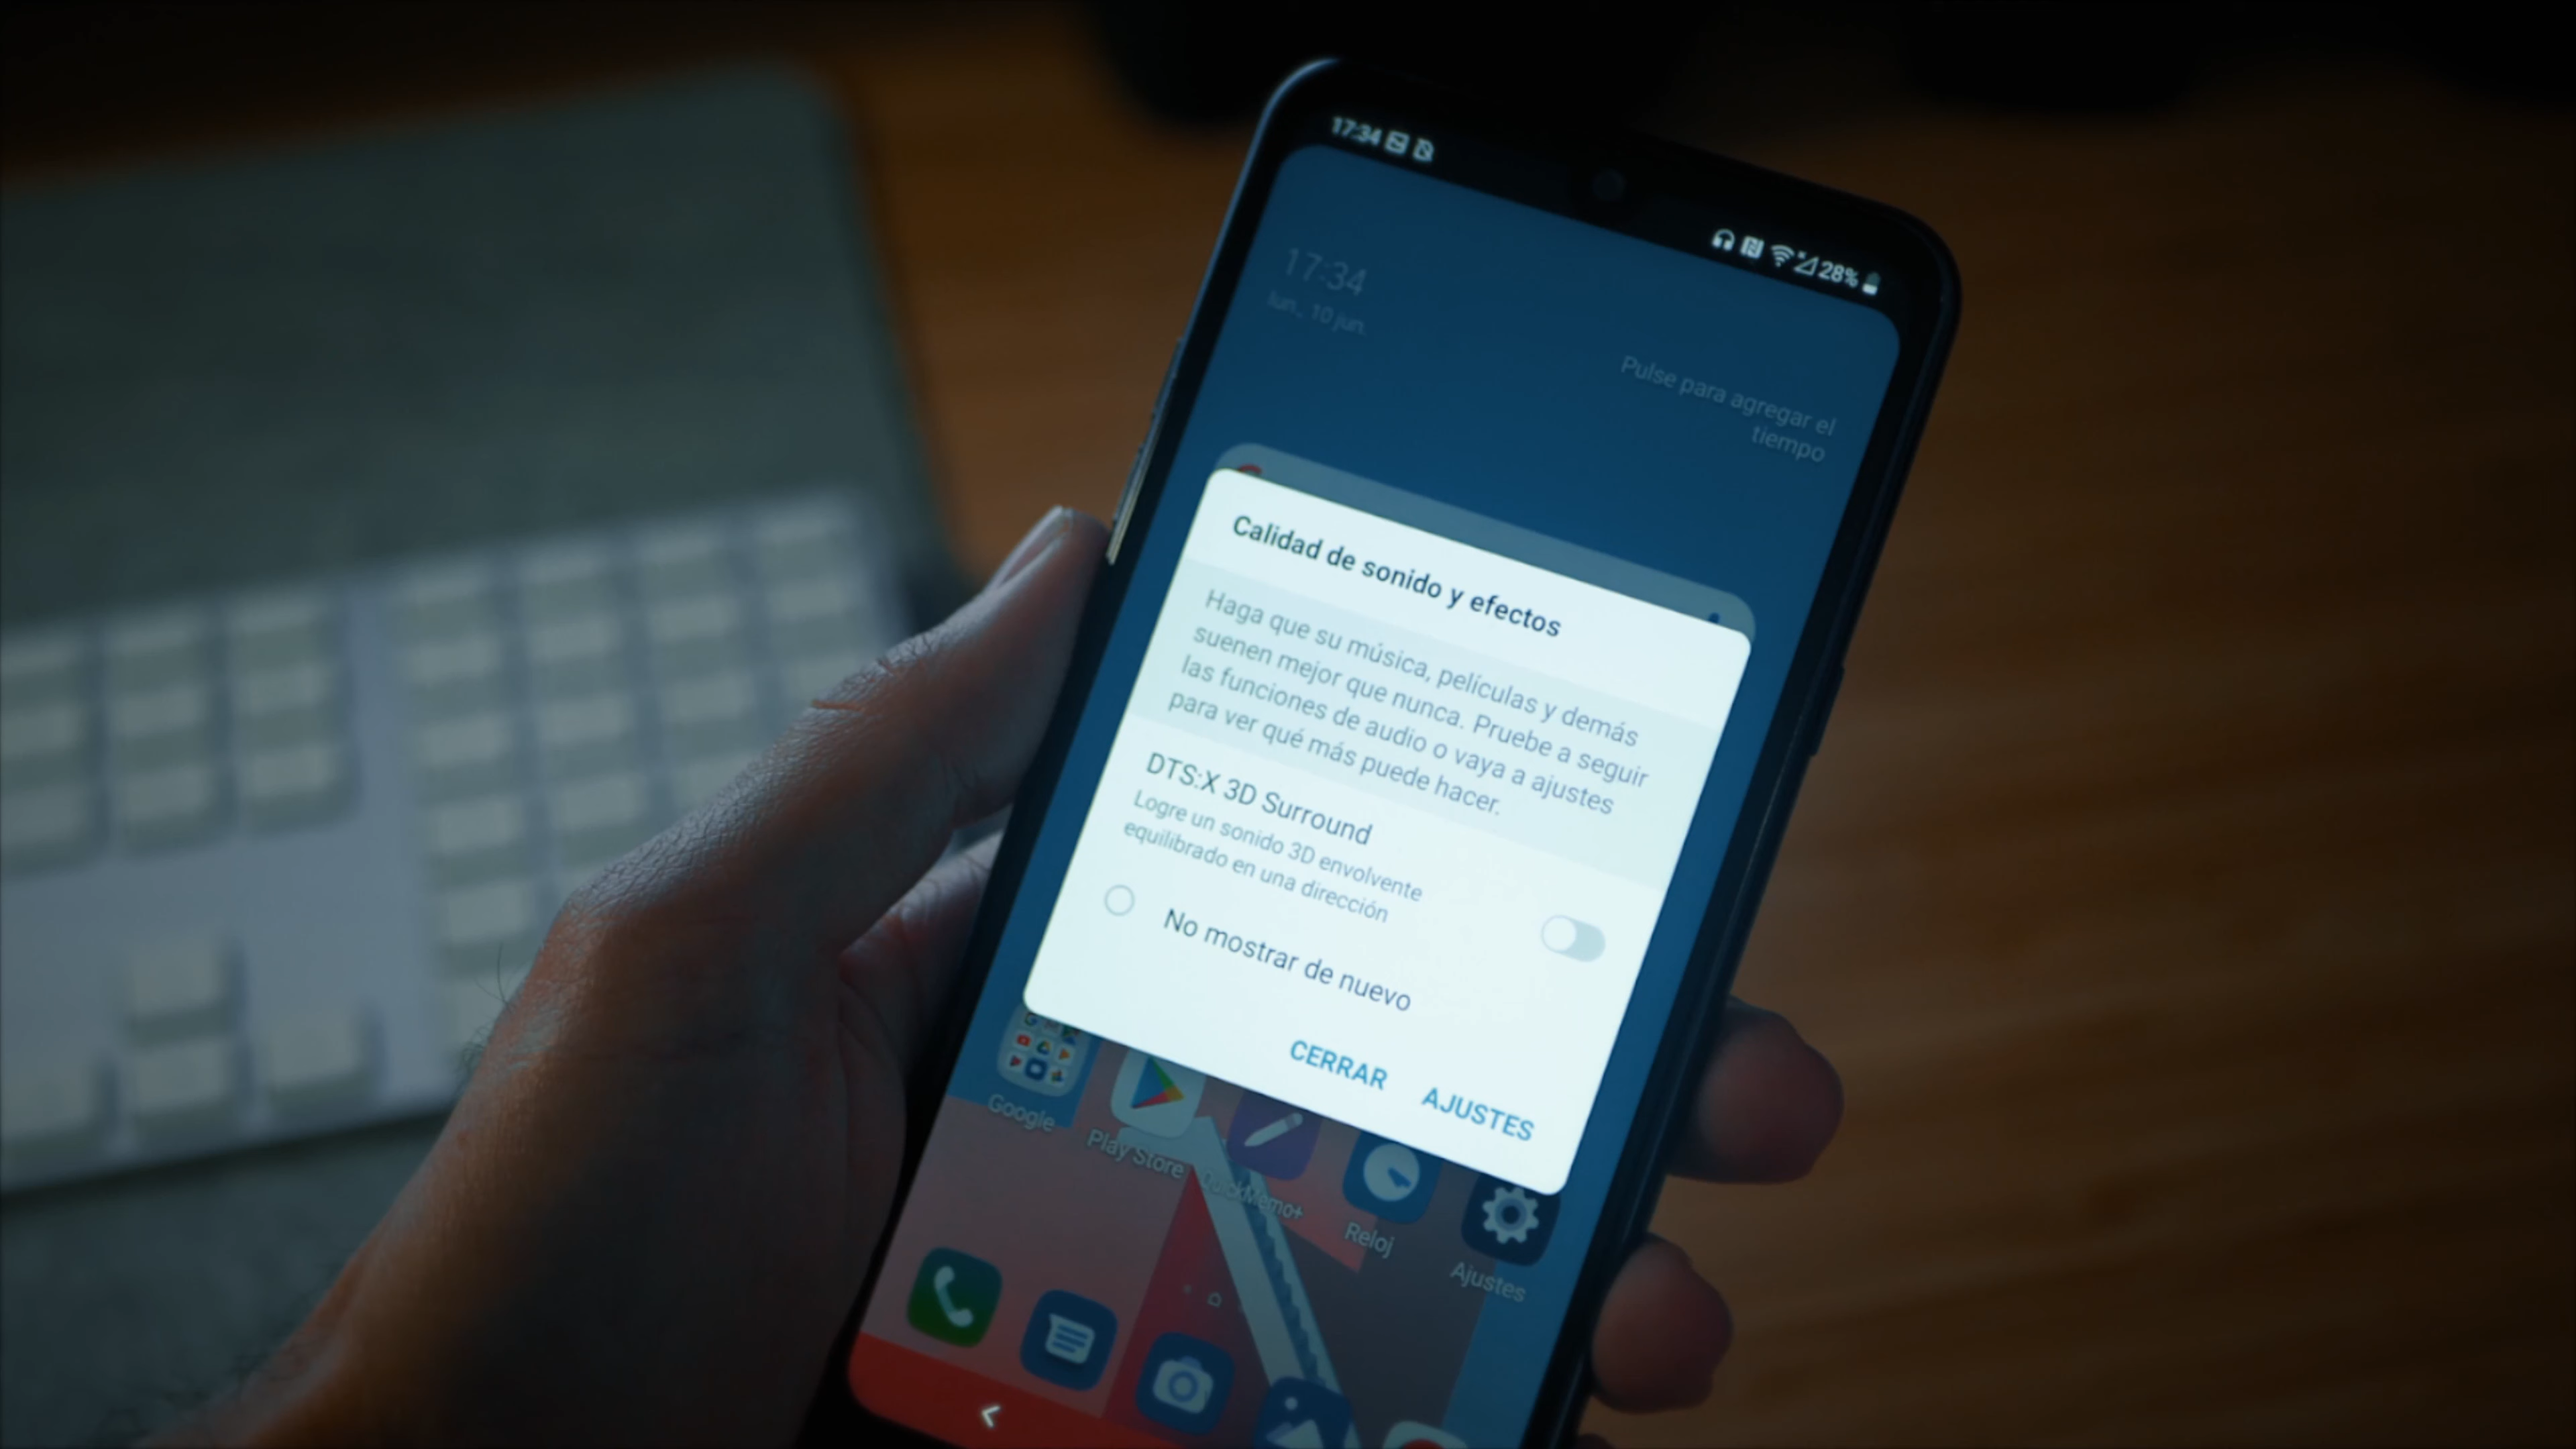 17:34
28%
17:34
lun., 10 jun.
Pulse para agregar el
tiempo
Calidad de sonido y efectos
Haga que su música, películas y demás
suenen mejor que nunca. Pruebe a seguir
las funciones de audio o vaya a ajustes
para ver qué más puede hacer.
DTS:X 3D Surround
Logre un sonido 3D envolvente
equilibrado en una dirección
No mostrar de nuevo
CERRAR
AJUSTES
Google
Play Store
QuickMemo+
Reloj
Ajustes